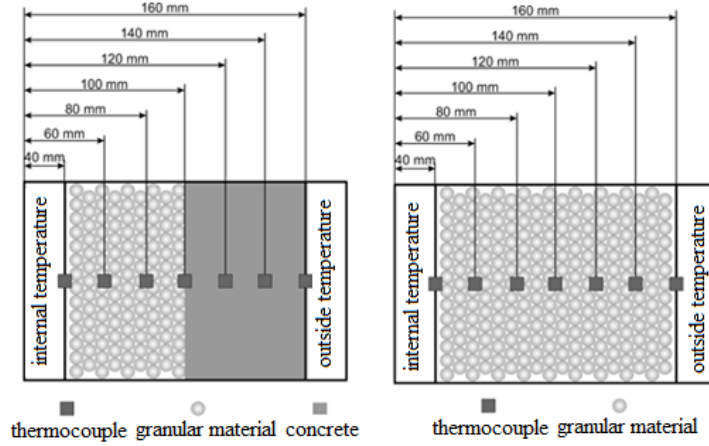 160 mm
140 mm
120 mm
100 mm
80 mm
60 mm
40 mm
internal temperature
outside temperature
thermocouple granular material concrete
160 mm
140 mm
120 mm
100 mm
80 mm
60 mm
40 mm
internal temperature
outside temperature
thermocouple granular material